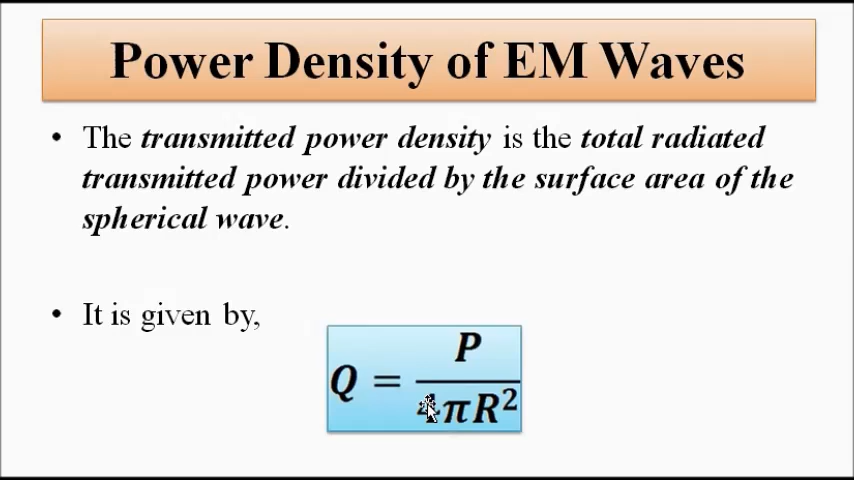 Power Density of EM Waves
• The transmitted power density is the total radiated
transmitted power divided by the surface area of the
spherical wave.
• It is given by,
Q = P / 4πR²